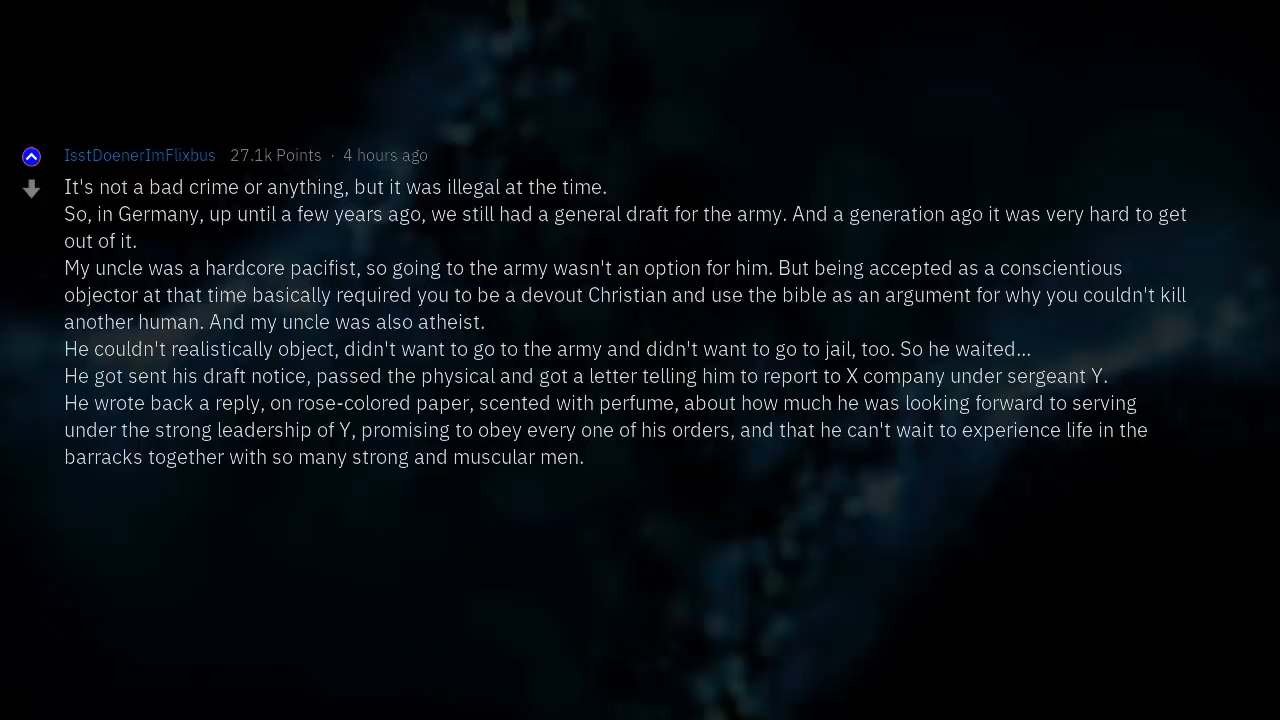 IsstDoenerImFlixbus 27.1k Points · 4 hours ago
It's not a bad crime or anything, but it was illegal at the time.
So, in Germany, up until a few years ago, we still had a general draft for the army. And a generation ago it was very hard to get
out of it.
My uncle was a hardcore pacifist, so going to the army wasn't an option for him. But being accepted as a conscientious
objector at that time basically required you to be a devout Christian and use the bible as an argument for why you couldn't kill
another human. And my uncle was also atheist.
He couldn't realistically object, didn't want to go to the army and didn't want to go to jail, too. So he waited...
He got sent his draft notice, passed the physical and got a letter telling him to report to X company under sergeant Y.
He wrote back a reply, on rose-colored paper, scented with perfume, about how much he was looking forward to serving
under the strong leadership of Y, promising to obey every one of his orders, and that he can't wait to experience life in the
barracks together with so many strong and muscular men.